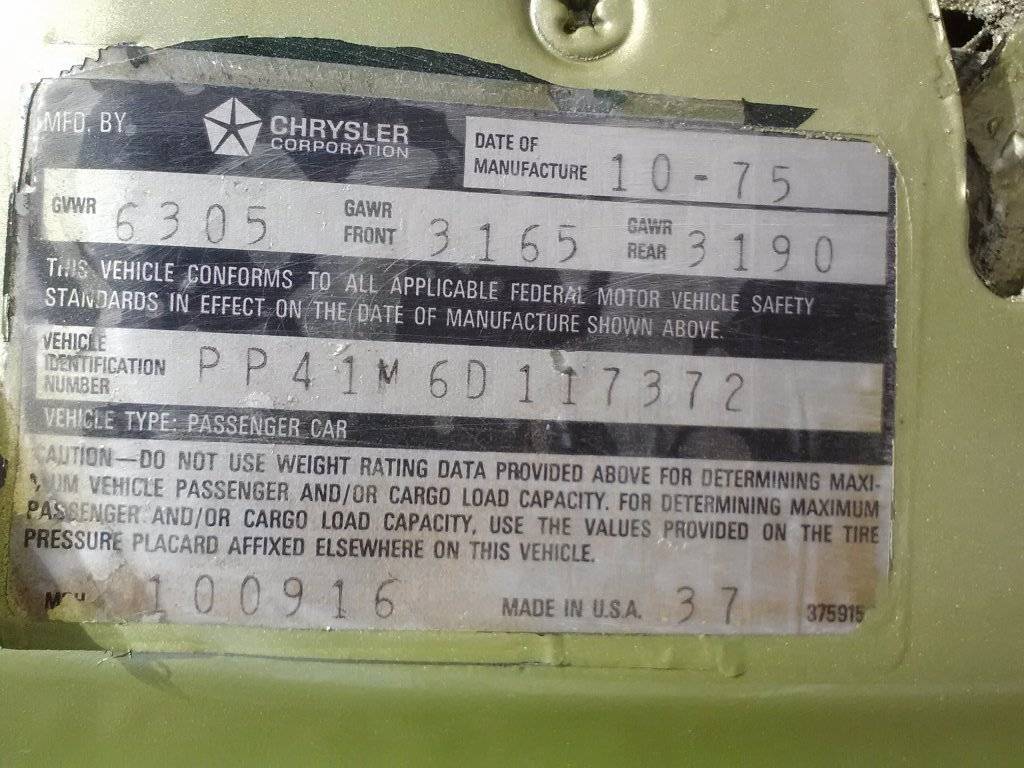 MFD. BY
CHRYSLER
CORPORATION
DATE OF
MANUFACTURE 10-75
GVWR 6305 GAWR FRONT 3165 GAWR REAR 3190
THIS VEHICLE CONFORMS TO ALL APPLICABLE FEDERAL MOTOR VEHICLE SAFETY
STANDARDS IN EFFECT ON THE DATE OF MANUFACTURE SHOWN ABOVE.
VEHICLE
IDENTIFICATION
NUMBER PP41M6D117372
VEHICLE TYPE: PASSENGER CAR
CAUTION—DO NOT USE WEIGHT RATING DATA PROVIDED ABOVE FOR DETERMINING MAXI-
MUM VEHICLE PASSENGER AND/OR CARGO LOAD CAPACITY. FOR DETERMINING MAXIMUM
PASSENGER AND/OR CARGO LOAD CAPACITY, USE THE VALUES PROVIDED ON THE TIRE
PRESSURE PLACARD AFFIXED ELSEWHERE ON THIS VEHICLE.
100916 MADE IN U.S.A. 37 375915